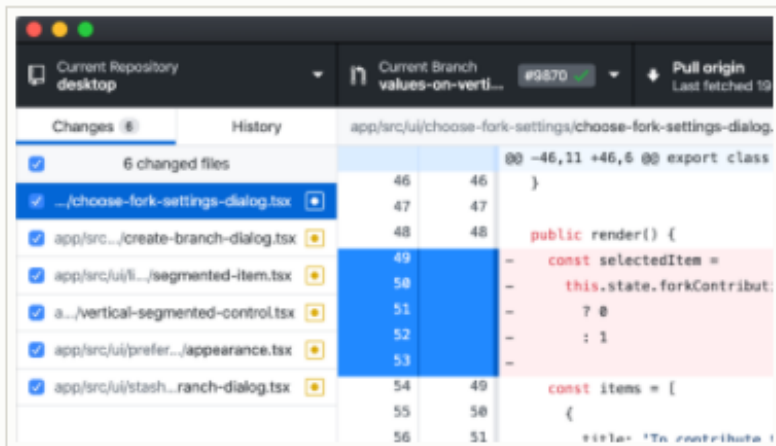 Current Repository
desktop
Current Branch
values-on-verti...
#9870
Pull origin
Last fetched 19
Changes 6
History
app/src/ui/choose-fork-settings/choose-fork-settings-dialog.
6 changed files
.../choose-fork-settings-dialog.tsx
app/src.../create-branch-dialog.tsx
app/src/ui/li.../segmented-item.tsx
a.../vertical-segmented-control.tsx
app/src/ui/prefer.../appearance.tsx
app/src/ui/stash...ranch-dialog.tsx
@@ -46,11 +46,6 @@ export class
46 46 }
47 47
48 48 public render() {
49 - const selectedItem =
50 - this.state.forkContributi
51 - ? 0
52 - : 1
53 -
54 49 const items = [
55 50 {
56 51 title: 'To contribute